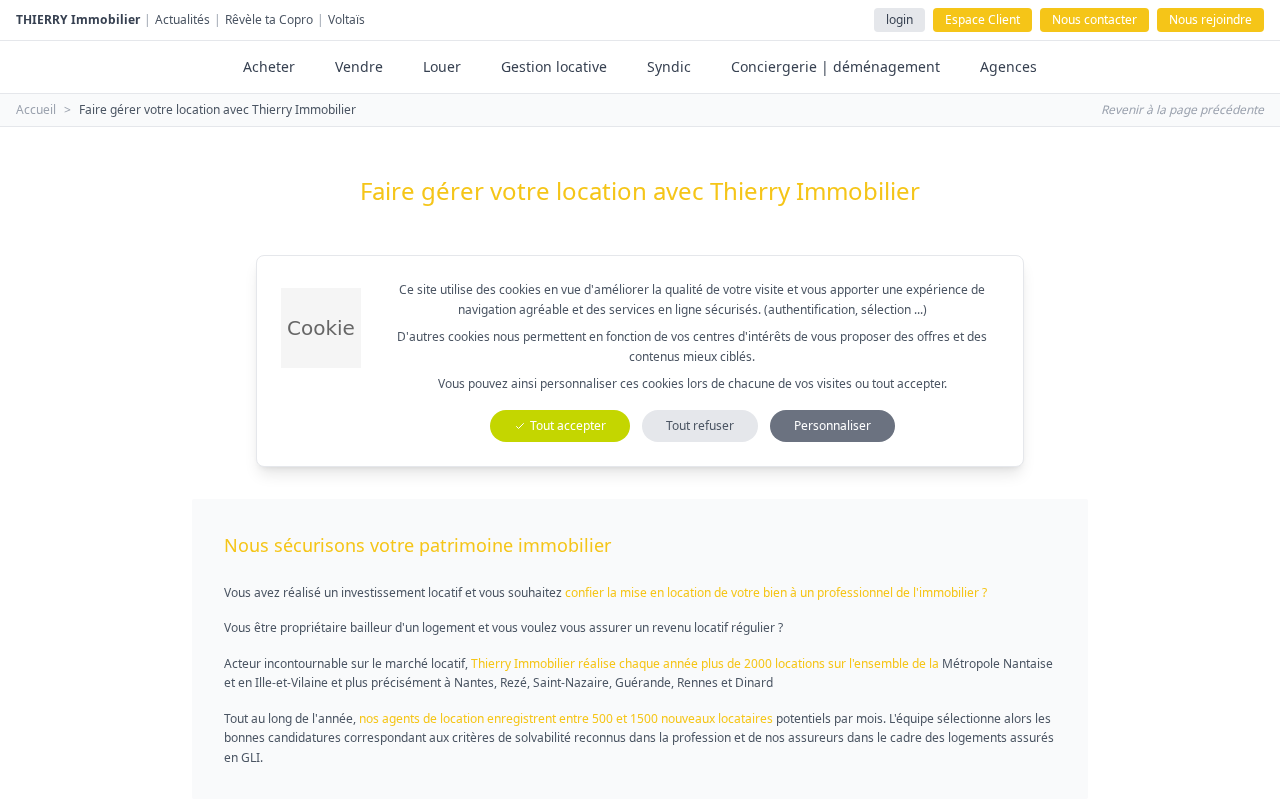 THIERRY Immobilier | Actualités | Rêvèle ta Copro | Voltaïs
login Espace Client Nous contacter Nous rejoindre
Acheter Vendre Louer Gestion locative Syndic Conciergerie | déménagement Agences
Accueil > Faire gérer votre location avec Thierry Immobilier
Revenir à la page précédente
Faire gérer votre location avec Thierry Immobilier
Cookie
Ce site utilise des cookies en vue d'améliorer la qualité de votre visite et vous apporter une expérience de
navigation agréable et des services en ligne sécurisés. (authentification, sélection ...)
D'autres cookies nous permettent en fonction de vos centres d'intérêts de vous proposer des offres et des
contenus mieux ciblés.
Vous pouvez ainsi personnaliser ces cookies lors de chacune de vos visites ou tout accepter.
✓ Tout accepter Tout refuser Personnaliser
Nous sécurisons votre patrimoine immobilier
Vous avez réalisé un investissement locatif et vous souhaitez confier la mise en location de votre bien à un professionnel de l'immobilier ?
Vous être propriétaire bailleur d'un logement et vous voulez vous assurer un revenu locatif régulier ?
Acteur incontournable sur le marché locatif, Thierry Immobilier réalise chaque année plus de 2000 locations sur l'ensemble de la Métropole Nantaise
et en Ille-et-Vilaine et plus précisément à Nantes, Rezé, Saint-Nazaire, Guérande, Rennes et Dinard
Tout au long de l'année, nos agents de location enregistrent entre 500 et 1500 nouveaux locataires potentiels par mois. L'équipe sélectionne alors les
bonnes candidatures correspondant aux critères de solvabilité reconnus dans la profession et de nos assureurs dans le cadre des logements assurés
en GLI.